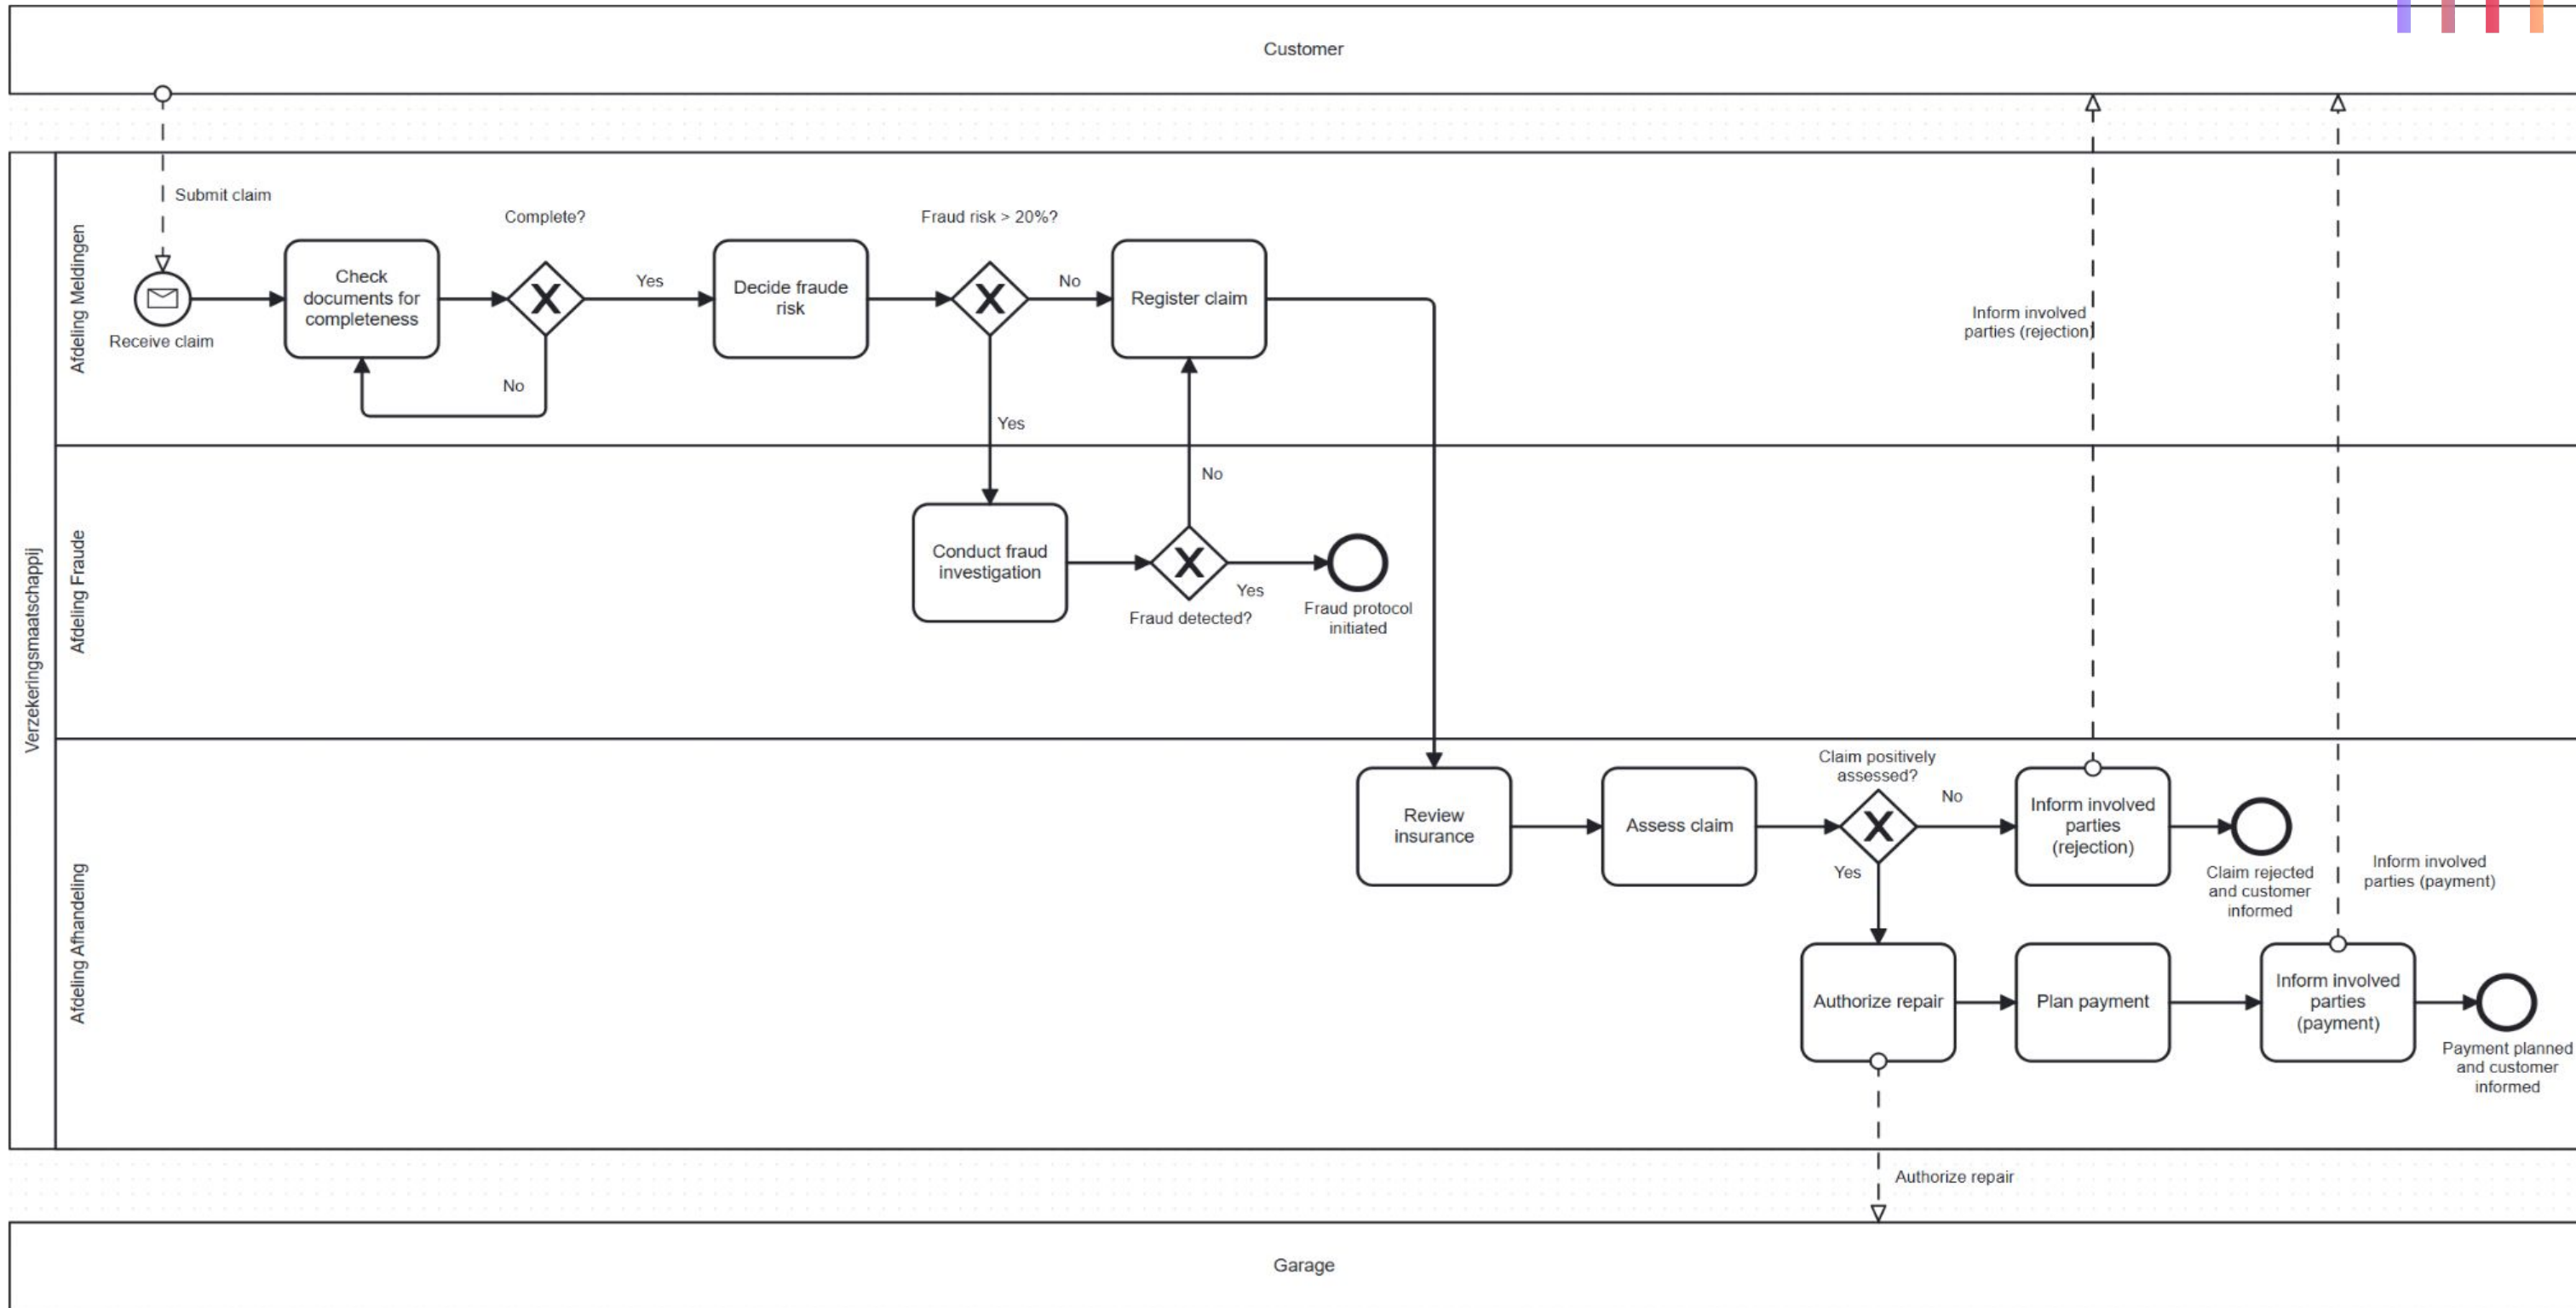 Customer
Submit claim
Receive claim
Check
documents for
completeness
Complete?
Yes
No
Decide fraude
risk
Fraud risk > 20%?
No
Yes
Register claim
Inform involved
parties (rejection)
Afdeling Meldingen
Verzekeringsmaatschappij
Afdeling Fraude
Conduct fraud
investigation
No
Yes
Fraud detected?
Fraud protocol
initiated
Afdeling Afhandeling
Review
insurance
Assess claim
Claim positively
assessed?
No
Yes
Inform involved
parties
(rejection)
Claim rejected
and customer
informed
Inform involved
parties (payment)
Authorize repair
Plan payment
Inform involved
parties
(payment)
Payment planned
and customer
informed
Authorize repair
Garage